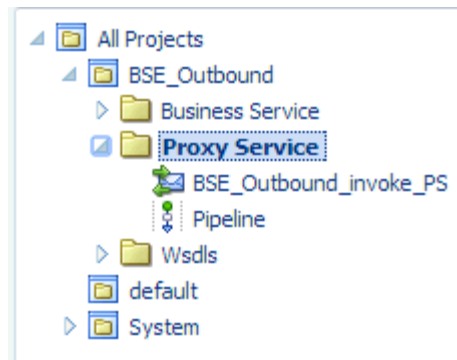 All Projects
BSE_Outbound
Business Service
Proxy Service
BSE_Outbound_invoke_PS
Pipeline
Wsdls
default
System